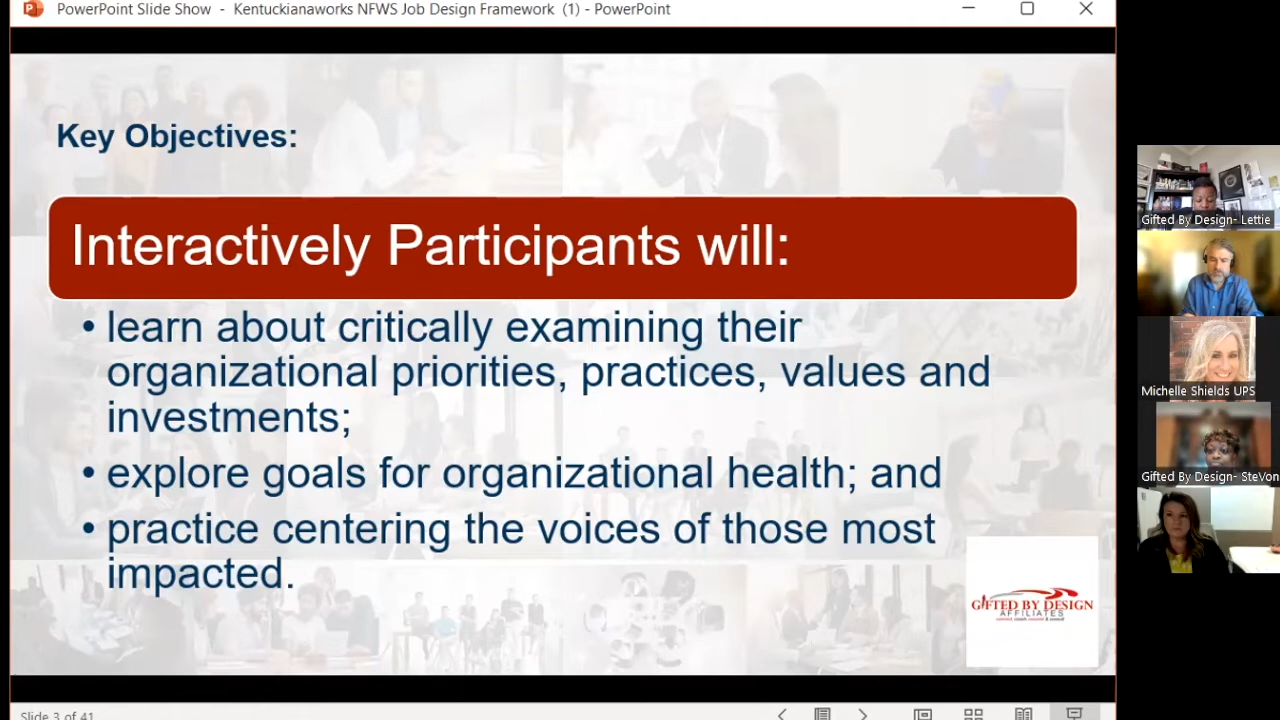 PowerPoint Slide Show - Kentuckianaworks NFWS Job Design Framework (1) - PowerPoint
Key Objectives:
Interactively Participants will:
• learn about critically examining their
organizational priorities, practices, values and
investments;
• explore goals for organizational health; and
• practice centering the voices of those most
impacted.
GIFTED BY DESIGN
AFFILIATES
Slide 3 of 41
Gifted By Design- Lettie
Michelle Shields UPS
Gifted By Design- SteVon